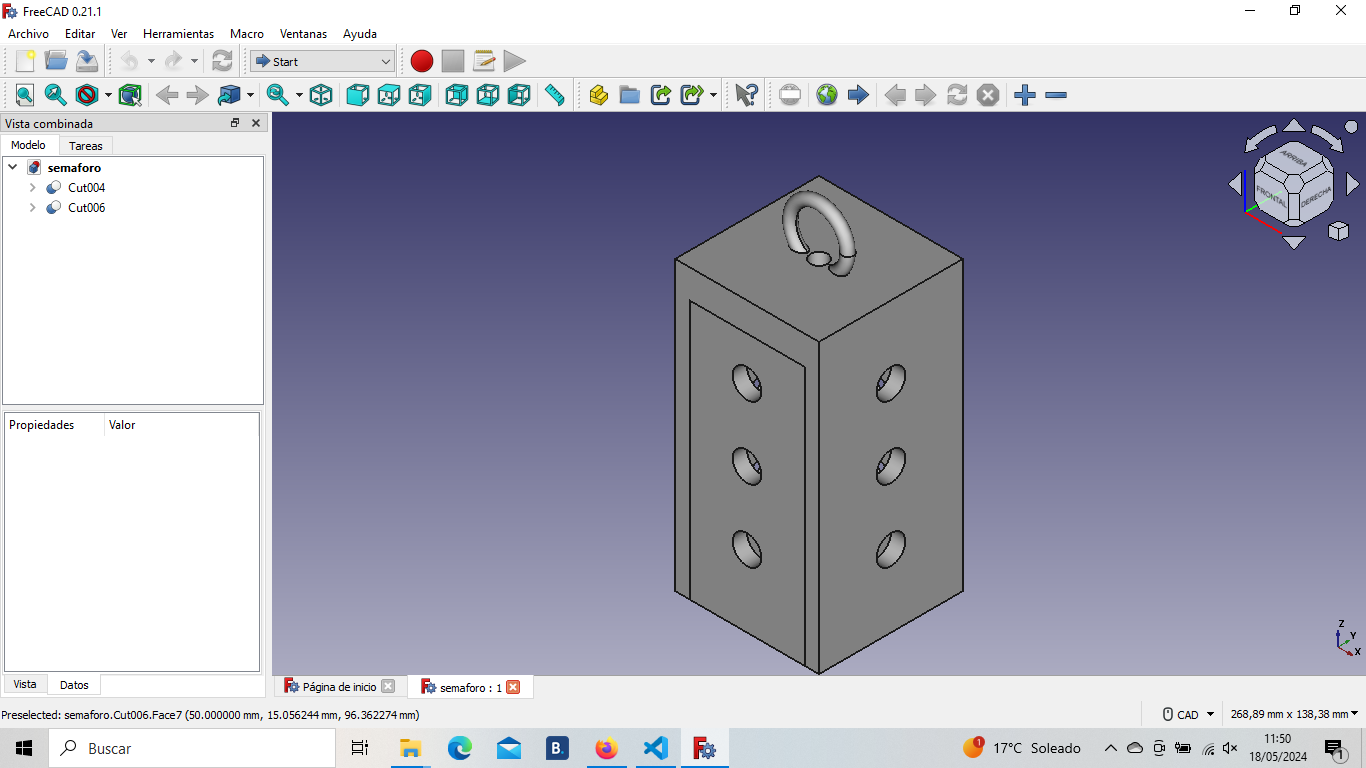 FreeCAD 0.21.1
Archivo Editar Ver Herramientas Macro Ventanas Ayuda
Start
Vista combinada
Modelo Tareas
semaforo
Cut004
Cut006
ARRIBA
FRONTAL DERECHA
Propiedades Valor
Z
Y
X
Vista Datos
Página de inicio
semaforo : 1
Preselected: semaforo.Cut006.Face7 (50.000000 mm, 15.056244 mm, 96.362274 mm)
CAD
268,89 mm x 138,38 mm
Buscar
B.
17°C Soleado
11:50
18/05/2024
1